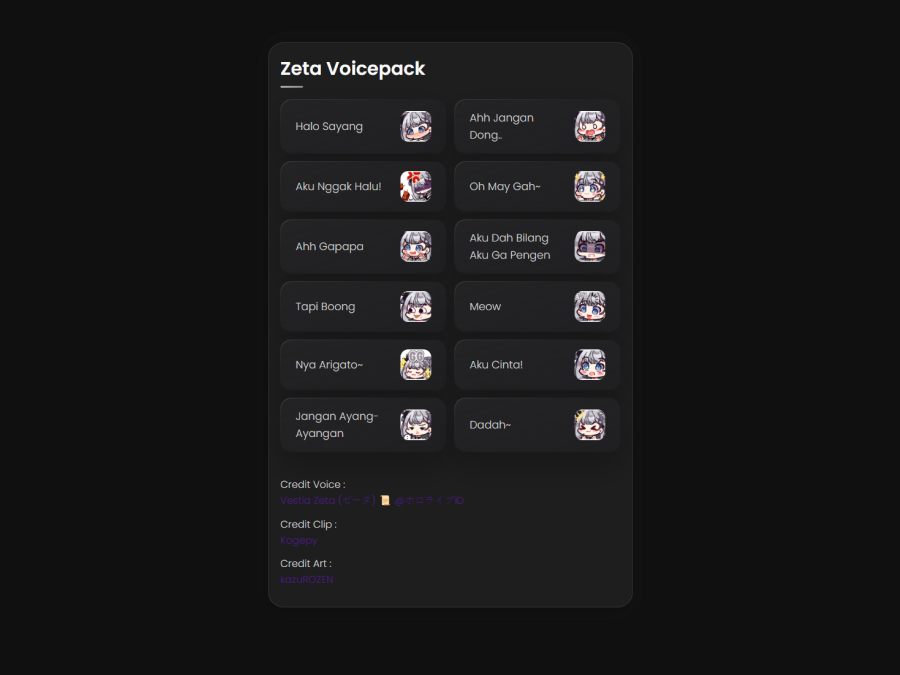 Zeta Voicepack
Halo Sayang
Ahh Jangan
Dong..
Aku Nggak Halu!
Oh May Gah~
Ahh Gapapa
Aku Dah Bilang
Aku Ga Pengen
Tapi Boong
Meow
Nya Arigato~
Aku Cinta!
Jangan Ayang-
Ayangan
Dadah~
Credit Voice :
Vestia Zeta (ゼータ) 📜 @ホロライブID
Credit Clip :
Kogepy
Credit Art :
kazuROZEN